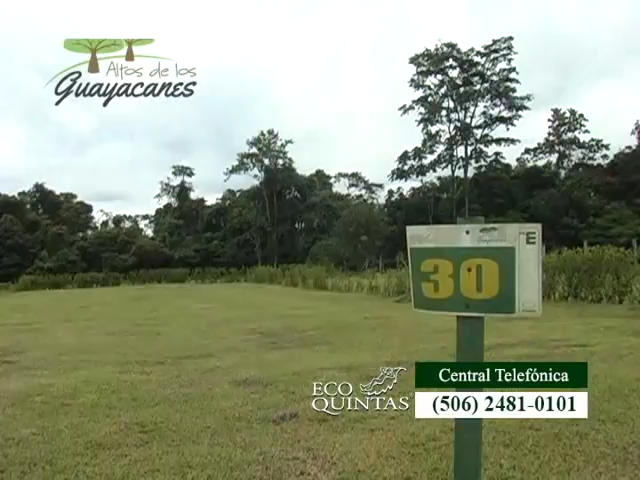 Altos de los
Guayacanes
E
30
ECO
QUINTAS
Central Telefónica
(506) 2481-0101